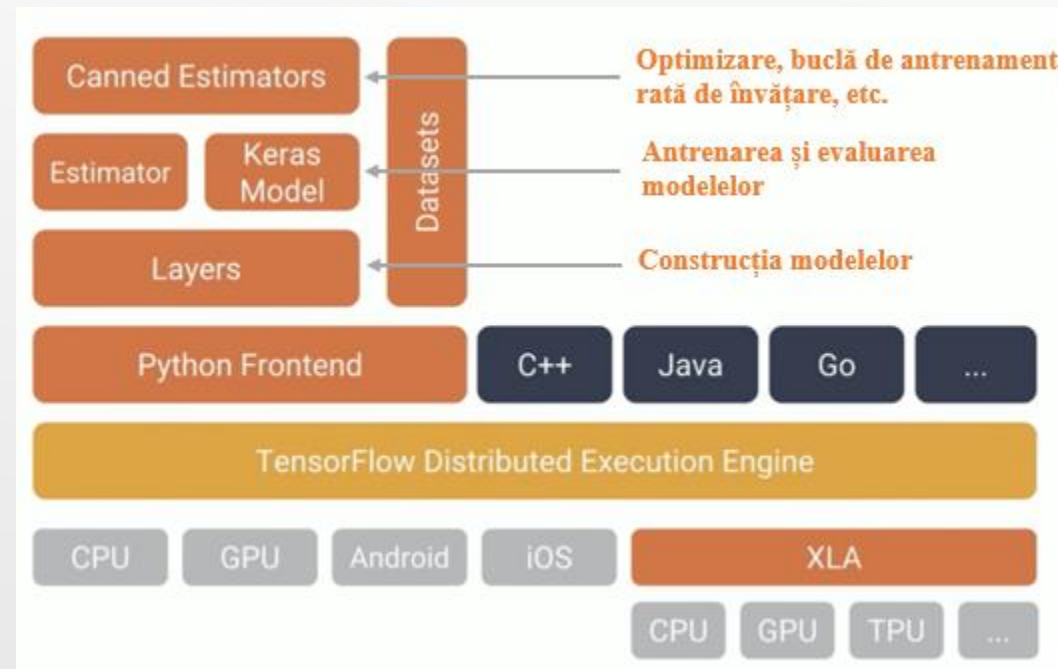 Canned Estimators
Datasets
Optimizare, buclă de antrenament
rată de învățare, etc.
Estimator
Keras
Model
Antrenarea și evaluarea
modelelor
Layers
Construcția modelelor
Python Frontend
C++
Java
Go
...
TensorFlow Distributed Execution Engine
CPU
GPU
Android
iOS
XLA
CPU
GPU
TPU
...